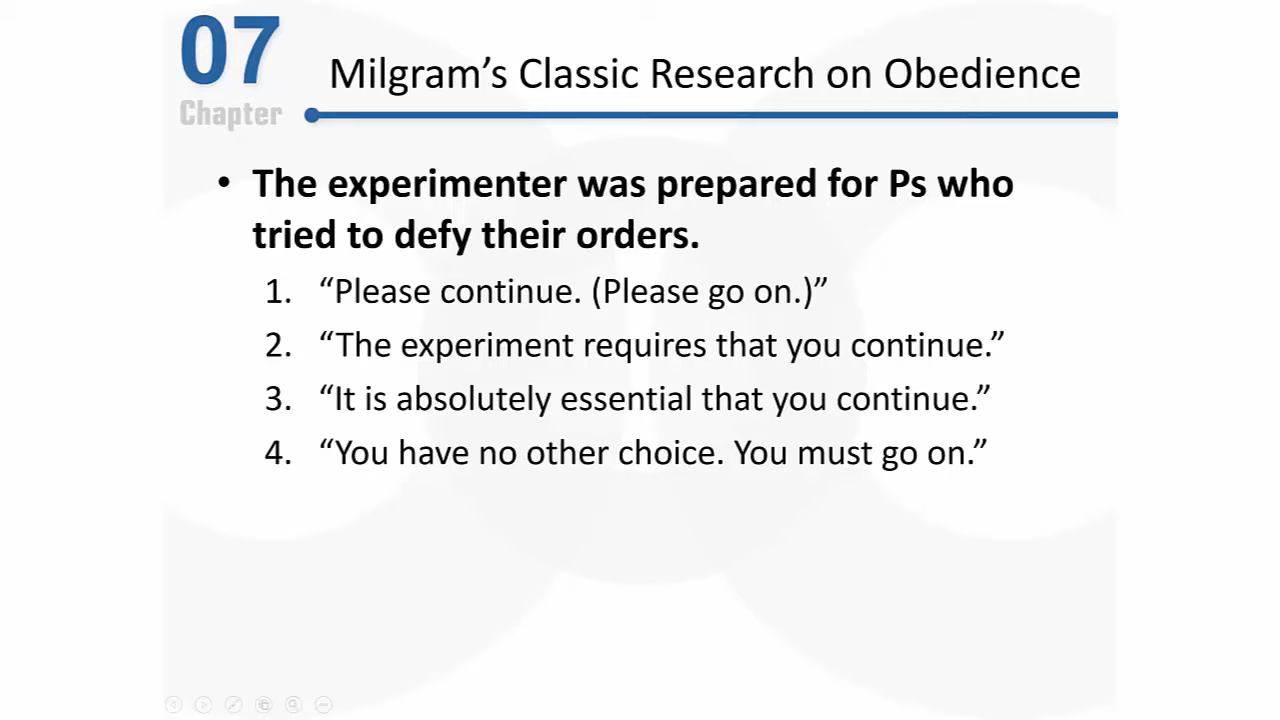 07
Chapter
Milgram’s Classic Research on Obedience
• The experimenter was prepared for Ps who
tried to defy their orders.
1. “Please continue. (Please go on.)”
2. “The experiment requires that you continue.”
3. “It is absolutely essential that you continue.”
4. “You have no other choice. You must go on.”